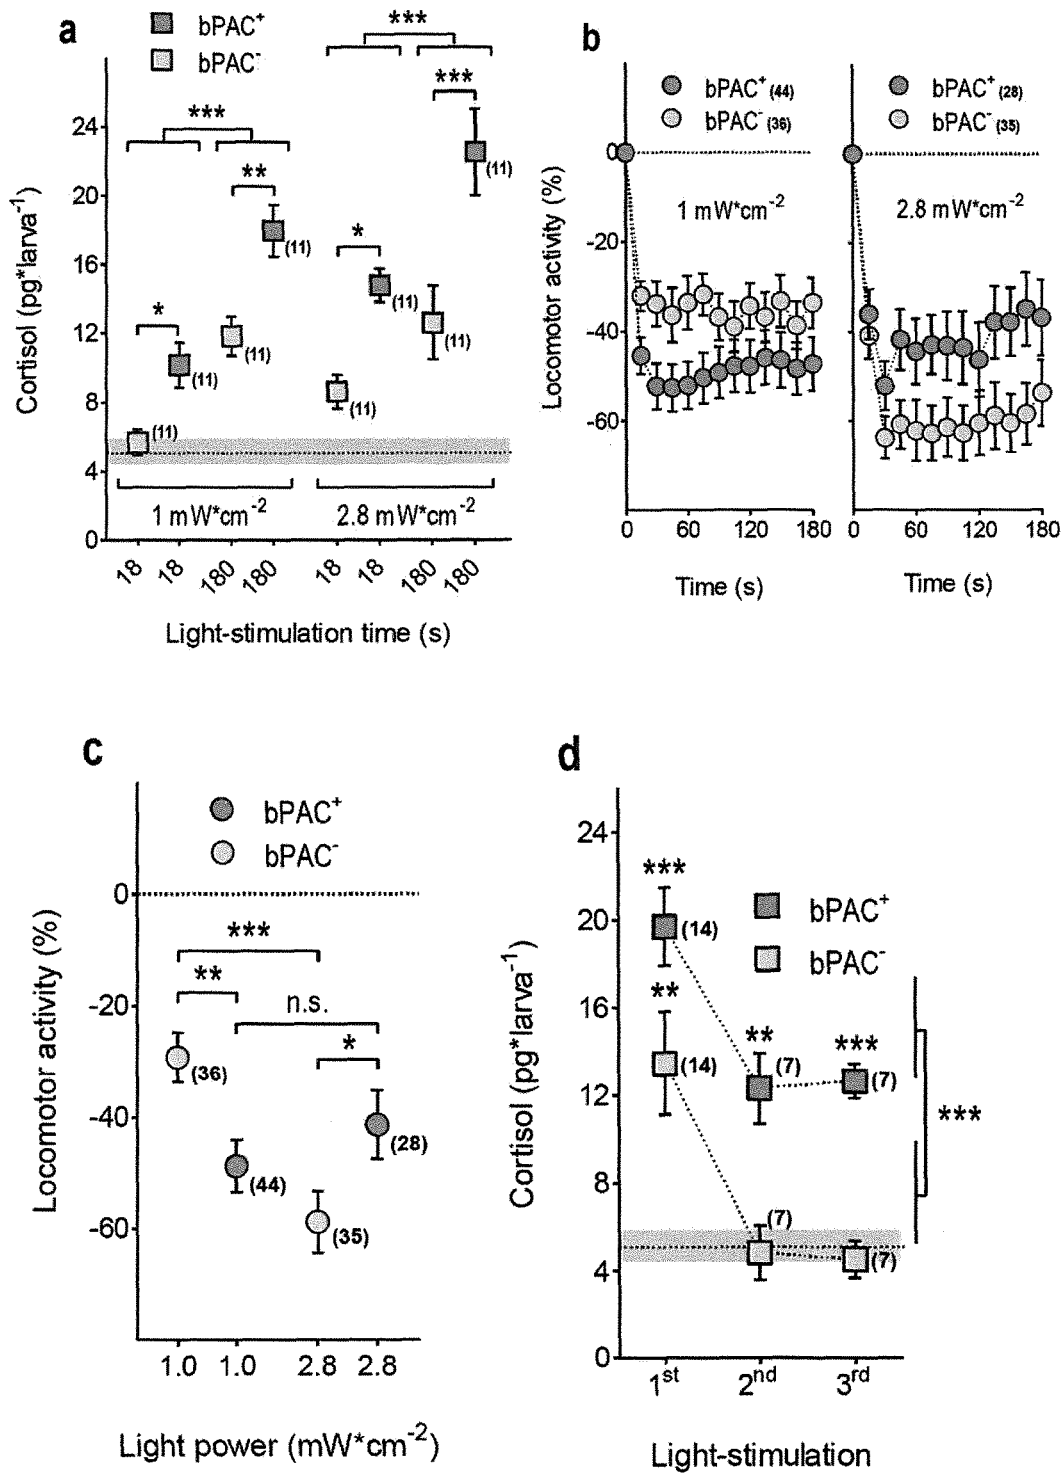 a
bPAC+
bPAC-
***
***
***
**
*
*
24
20
16
12
8
4
0
Cortisol (pg*larva-1)
(11)
(11)
(11)
(11)
(11)
(11)
(11)
(11)
1 mW*cm-2
2.8 mW*cm-2
18
18
180
180
18
18
180
180
Light-stimulation time (s)
b
bPAC+ (44)
bPAC- (36)
bPAC+ (28)
bPAC- (35)
1 mW*cm-2
2.8 mW*cm-2
0
-20
-40
-60
Locomotor activity (%)
0 60 120 180
0 60 120 180
Time (s)
Time (s)
c
bPAC+
bPAC-
0
-20
-40
-60
Locomotor activity (%)
***
**
n.s.
*
(36)
(44)
(35)
(28)
1.0 1.0 2.8 2.8
Light power (mW*cm-2)
d
24
20
16
12
8
4
0
Cortisol (pg*larva-1)
bPAC+
bPAC-
***
(14)
**
(14)
**
(7)
***
(7)
***
(7)
(7)
1st 2nd 3rd
Light-stimulation